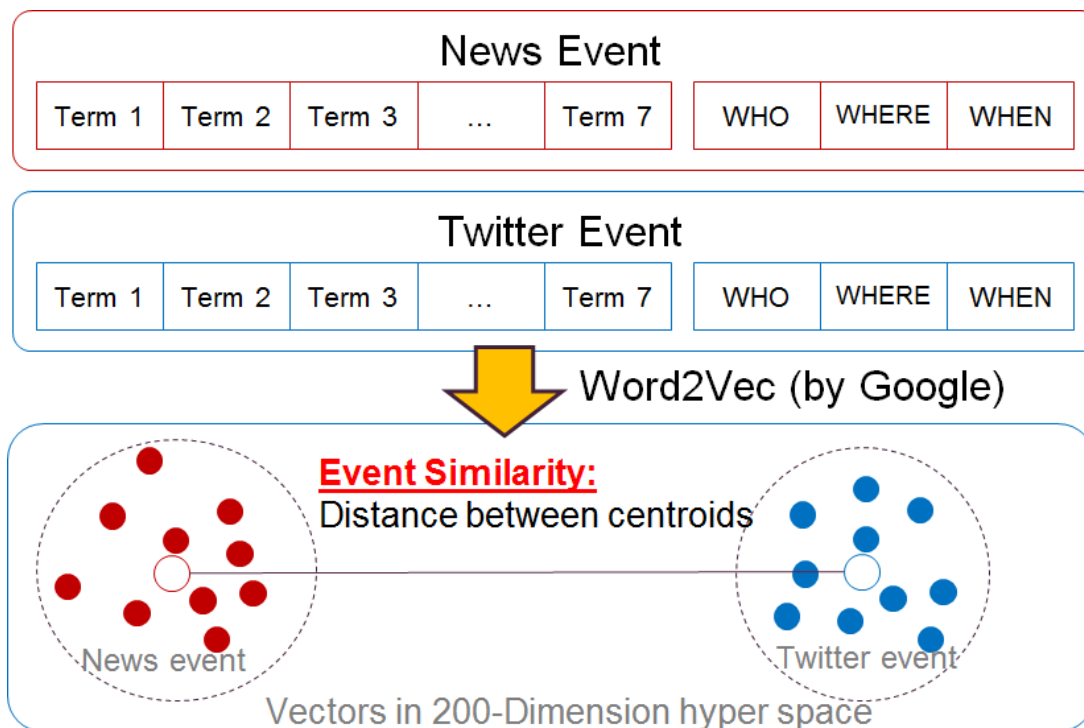 News Event
Term 1 Term 2 Term 3 ... Term 7 WHO WHERE WHEN
Twitter Event
Term 1 Term 2 Term 3 ... Term 7 WHO WHERE WHEN
Word2Vec (by Google)
Event Similarity:
Distance between centroids
News event
Twitter event
Vectors in 200-Dimension hyper space